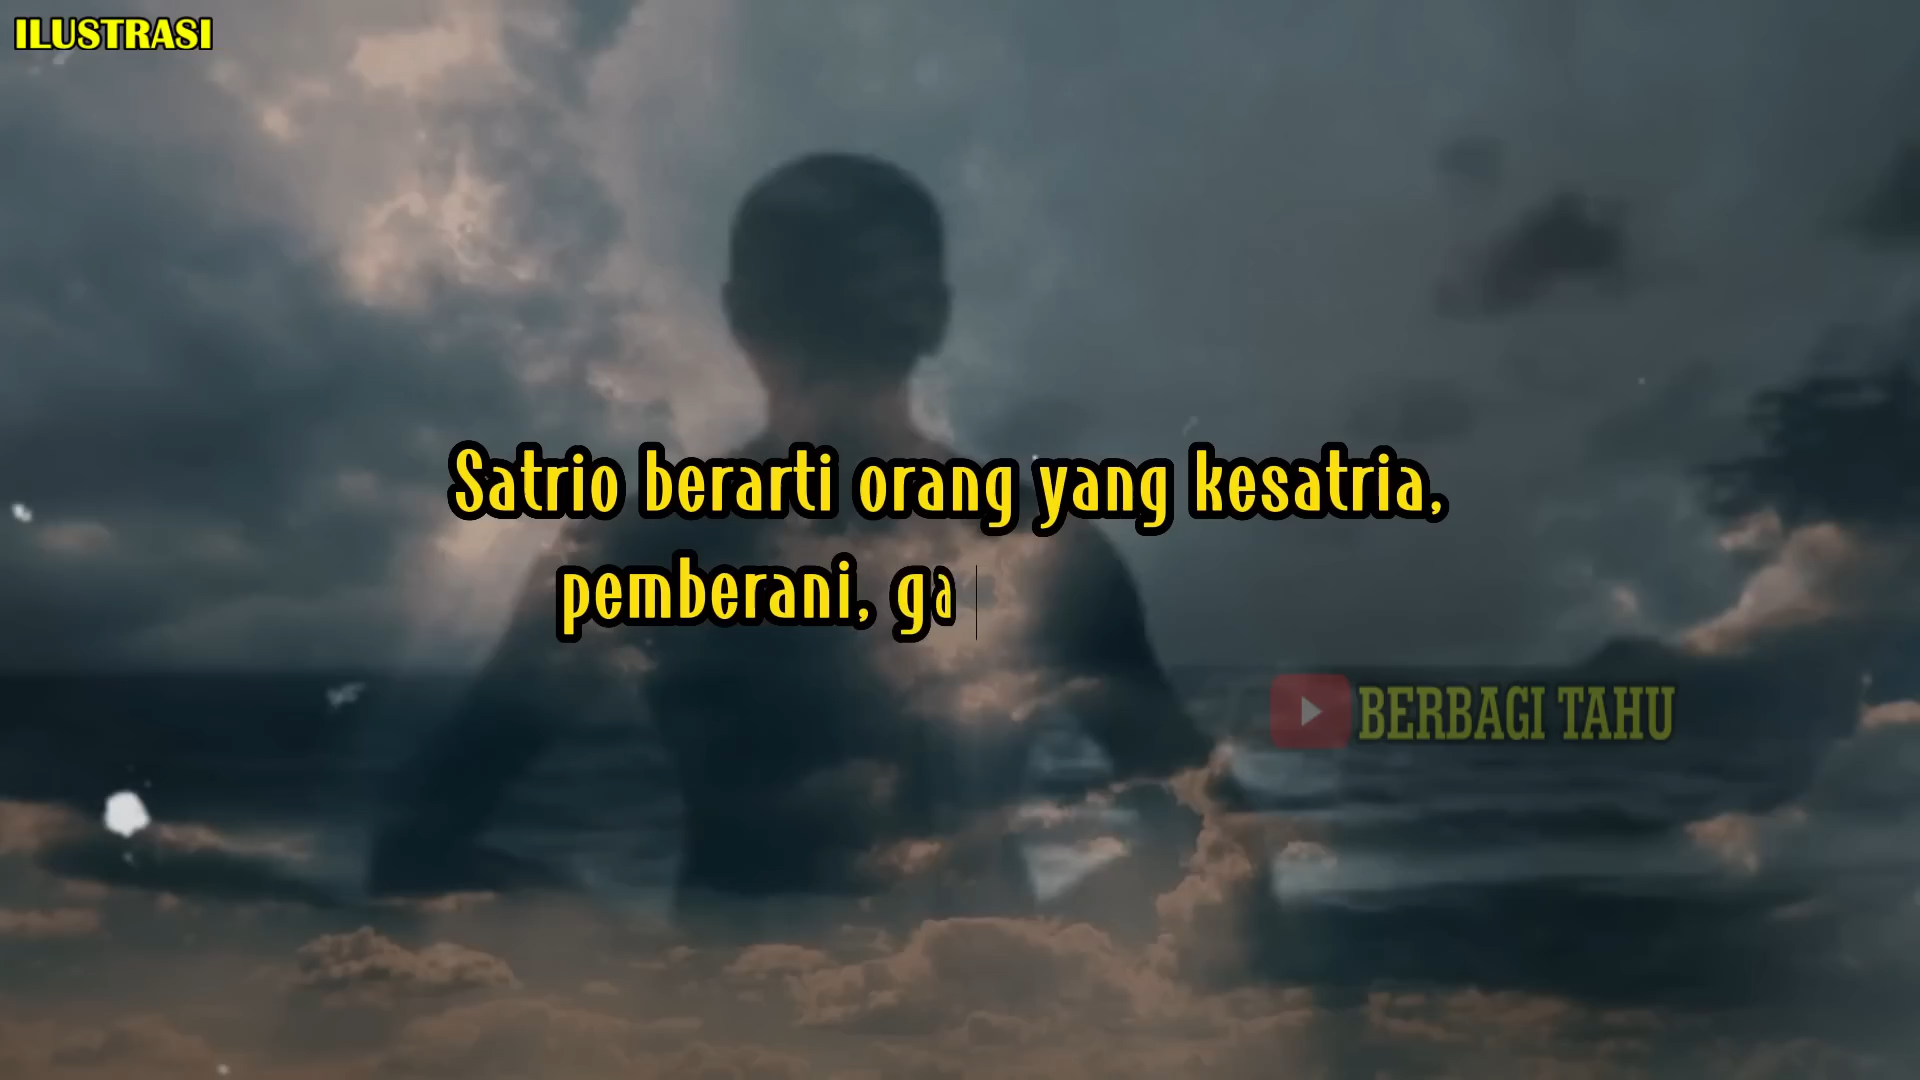 ILUSTRASI
Satrio berarti orang yang kesatria,
pemberani, ga
BERBAGI TAHU